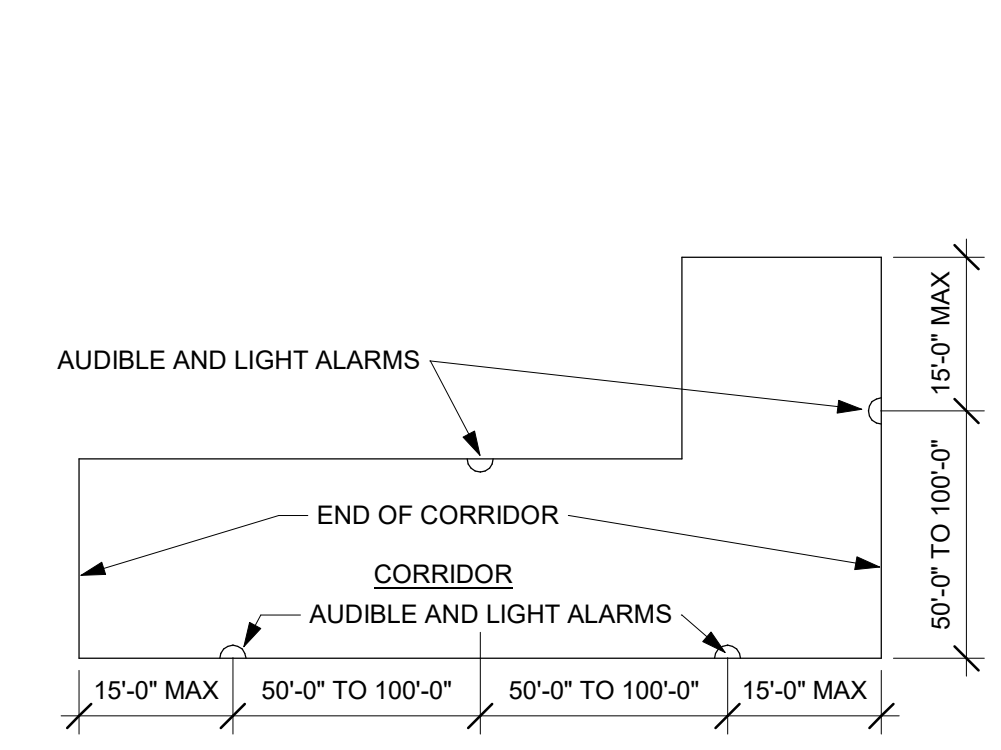 15'-0" MAX
AUDIBLE AND LIGHT ALARMS
50'-0" TO 100'-0"
END OF CORRIDOR
CORRIDOR
AUDIBLE AND LIGHT ALARMS
15'-0" MAX
50'-0" TO 100'-0"
50'-0" TO 100'-0"
15'-0" MAX